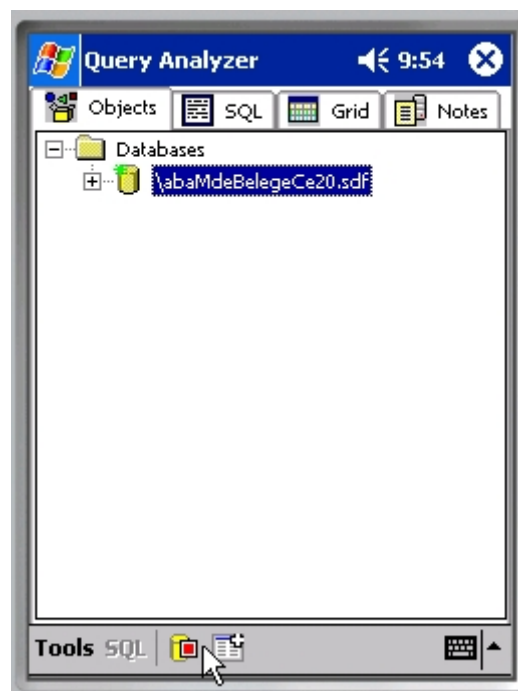 Query Analyzer 9:54
Objects SQL Grid Notes
Databases
\abaMdeBelegeCe20.sdf
Tools SQL